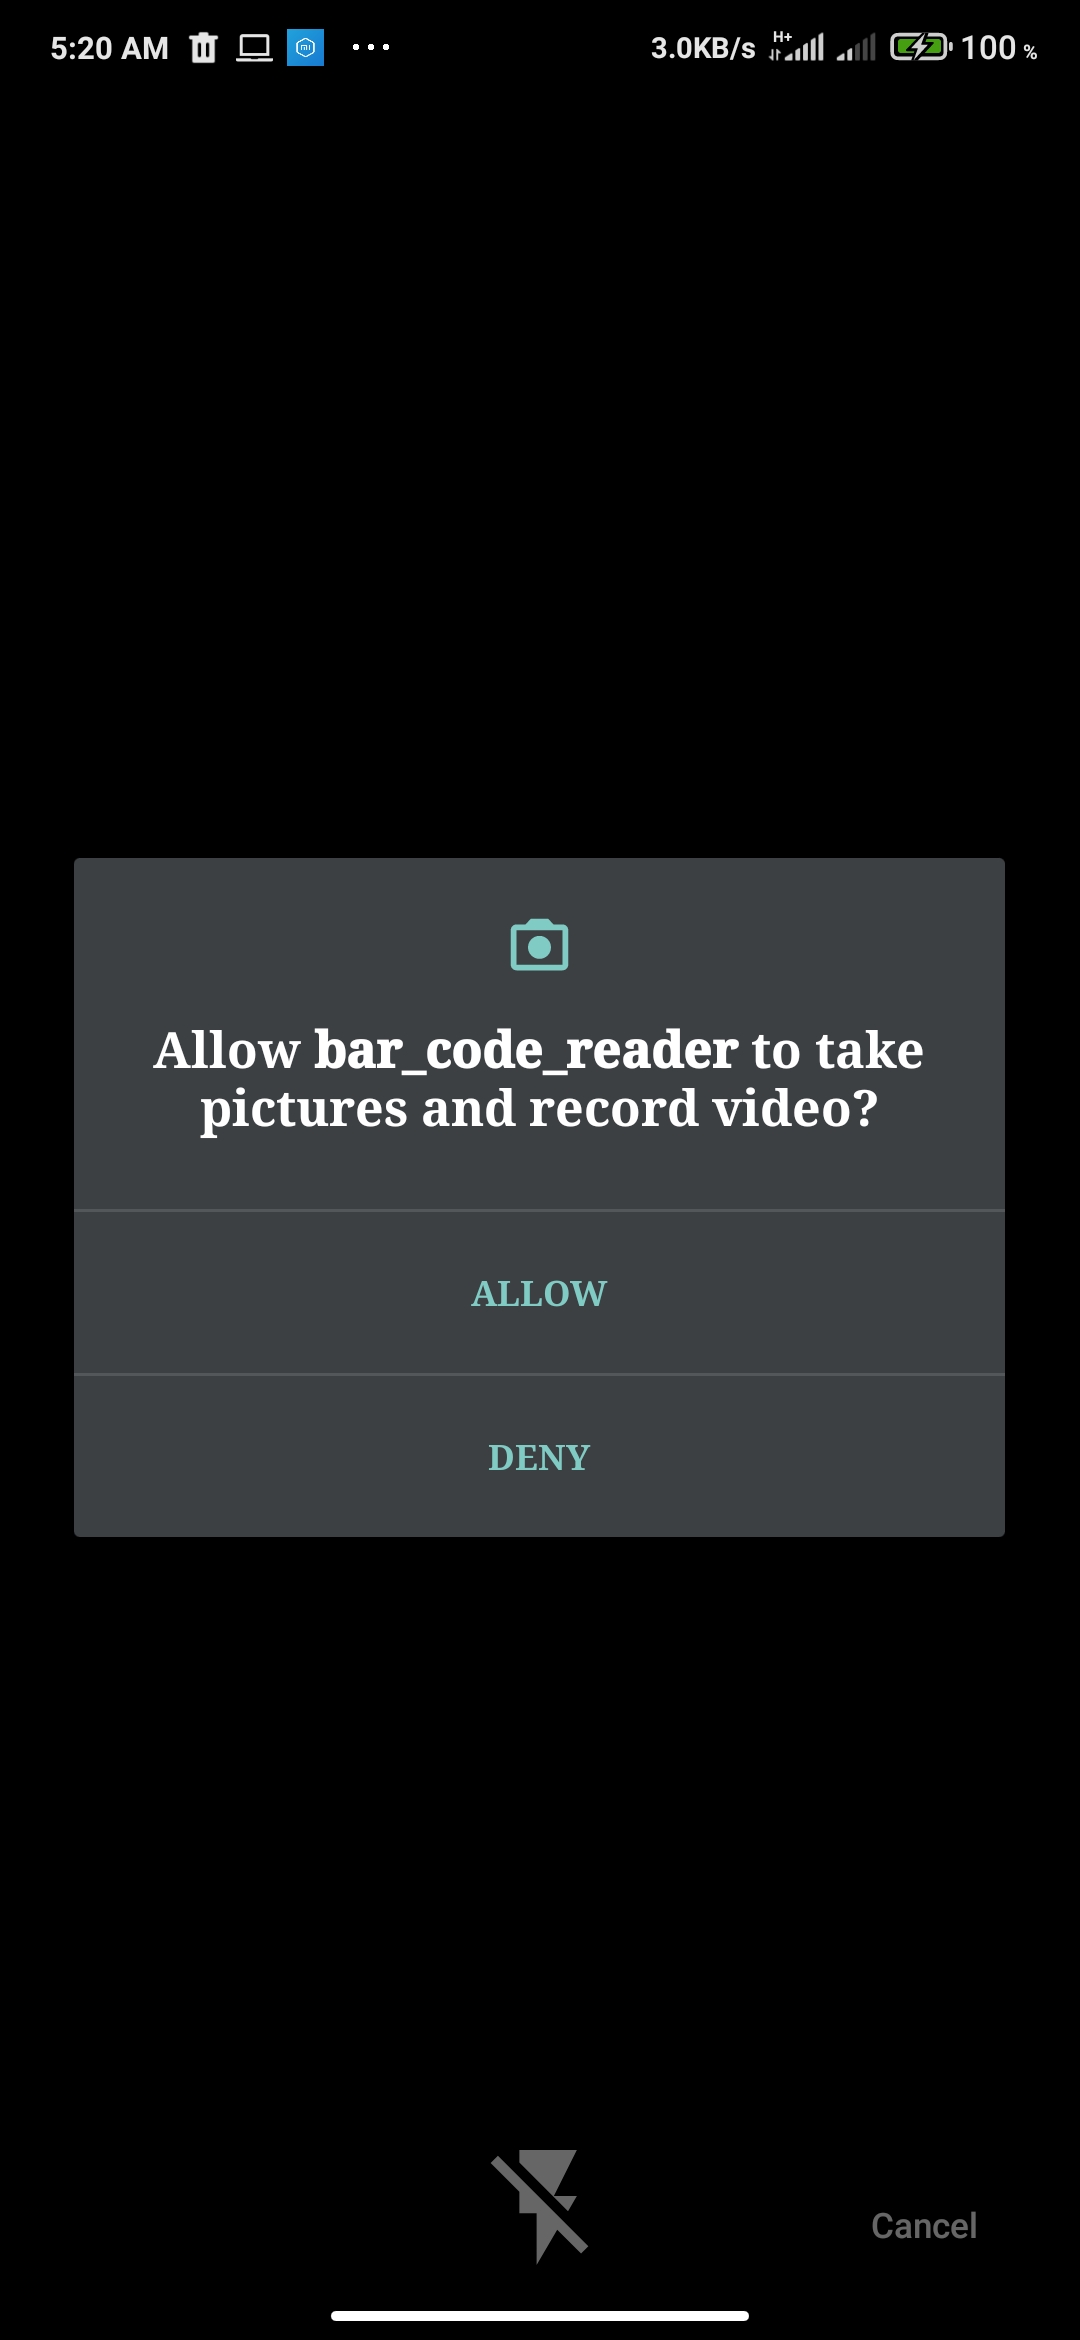 5:20 AM 3.0KB/s H+ 100 %
Allow bar_code_reader to take
pictures and record video?
ALLOW
DENY
Cancel